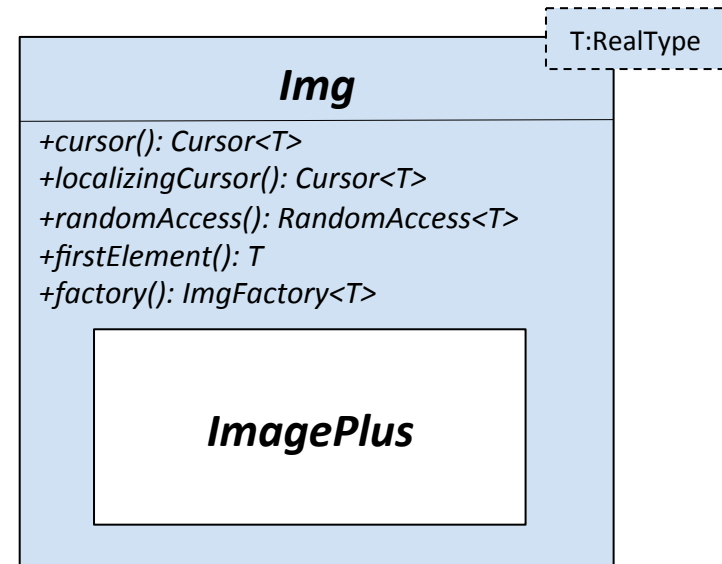 T:RealType
Img
+cursor(): Cursor<T>
+localizingCursor(): Cursor<T>
+randomAccess(): RandomAccess<T>
+firstElement(): T
+factory(): ImgFactory<T>
ImagePlus